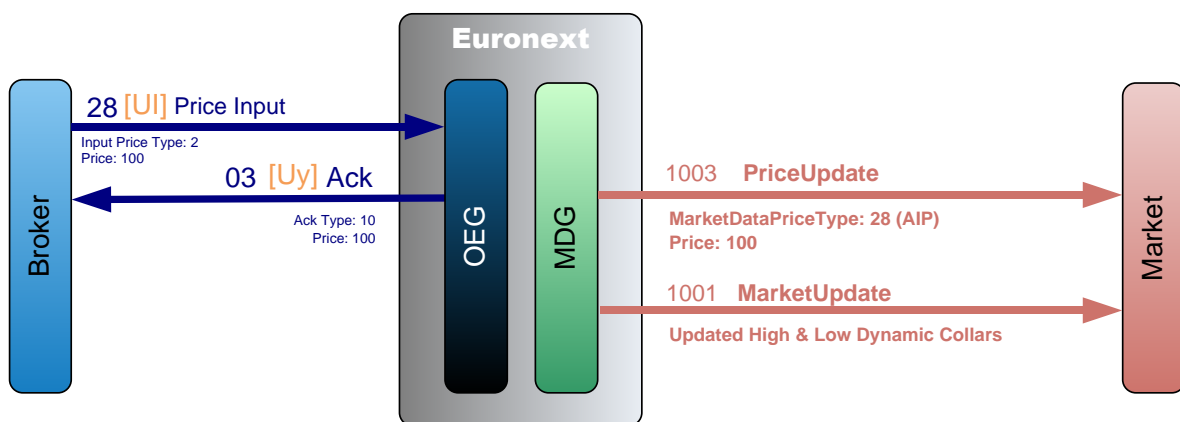 Euronext
Broker
28 [UI] Price Input
Input Price Type: 2
Price: 100
03 [Uy] Ack
Ack Type: 10
Price: 100
OEG
MDG
1003 PriceUpdate
MarketDataPriceType: 28 (AIP)
Price: 100
1001 MarketUpdate
Updated High & Low Dynamic Collars
Market